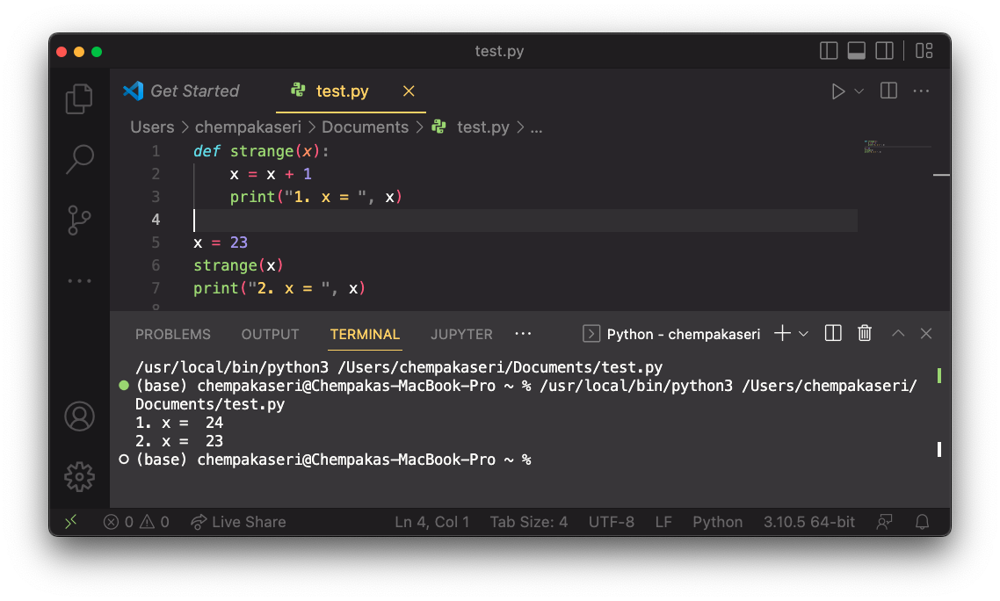 test.py
Get Started test.py
Users > chempakaseri > Documents > test.py > ...
1 def strange(x):
2 x = x + 1
3 print("1. x = ", x)
4
5 x = 23
6 strange(x)
7 print("2. x = ", x)
8
PROBLEMS OUTPUT TERMINAL JUPYTER ... Python - chempakaseri
/usr/local/bin/python3 /Users/chempakaseri/Documents/test.py
(base) chempakaseri@Chempakas-MacBook-Pro ~ % /usr/local/bin/python3 /Users/chempakaseri/
Documents/test.py
1. x =  24
2. x =  23
(base) chempakaseri@Chempakas-MacBook-Pro ~ %
0 0 Live Share Ln 4, Col 1 Tab Size: 4 UTF-8 LF Python 3.10.5 64-bit